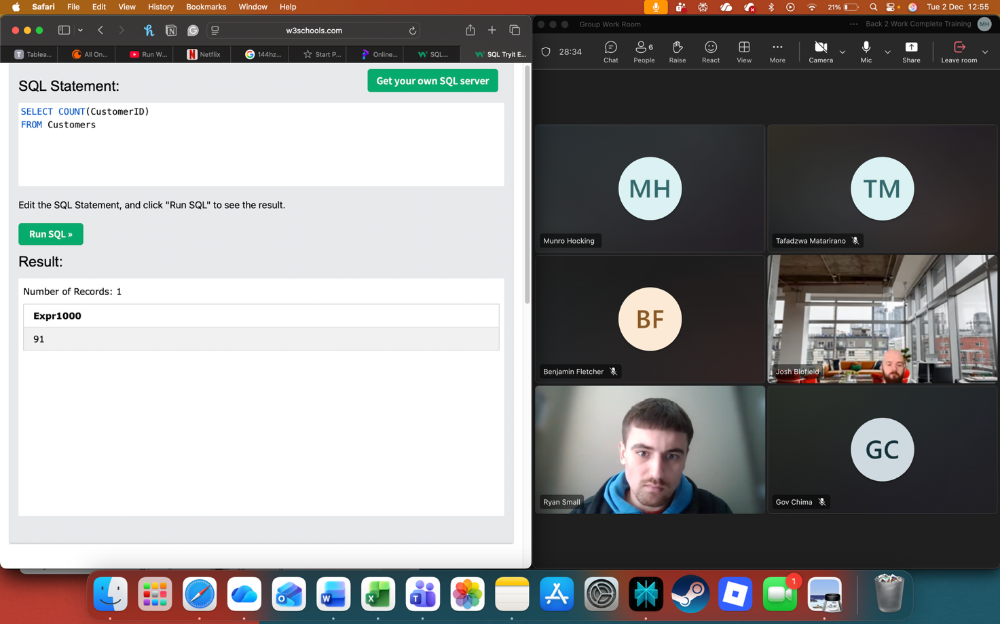 Safari File Edit View History Bookmarks Window Help
21% Tue 2 Dec 12:55
w3schools.com
Tablea... All On... Run W... Netflix 144hz... Start P... Online... SQL... SQL Tryit E...
SQL Statement:
Get your own SQL server
SELECT COUNT(CustomerID)
FROM Customers
Edit the SQL Statement, and click "Run SQL" to see the result.
Run SQL »
Result:
Number of Records: 1
Expr1000
91
Group Work Room
Back 2 Work Complete Training MH
28:34
6
Chat People Raise React View More Camera Mic Share Leave room
MH
Munro Hocking
TM
Tafadzwa Matarirano
BF
Benjamin Fletcher
Josh Blofield
Ryan Small
GC
Gov Chima
1